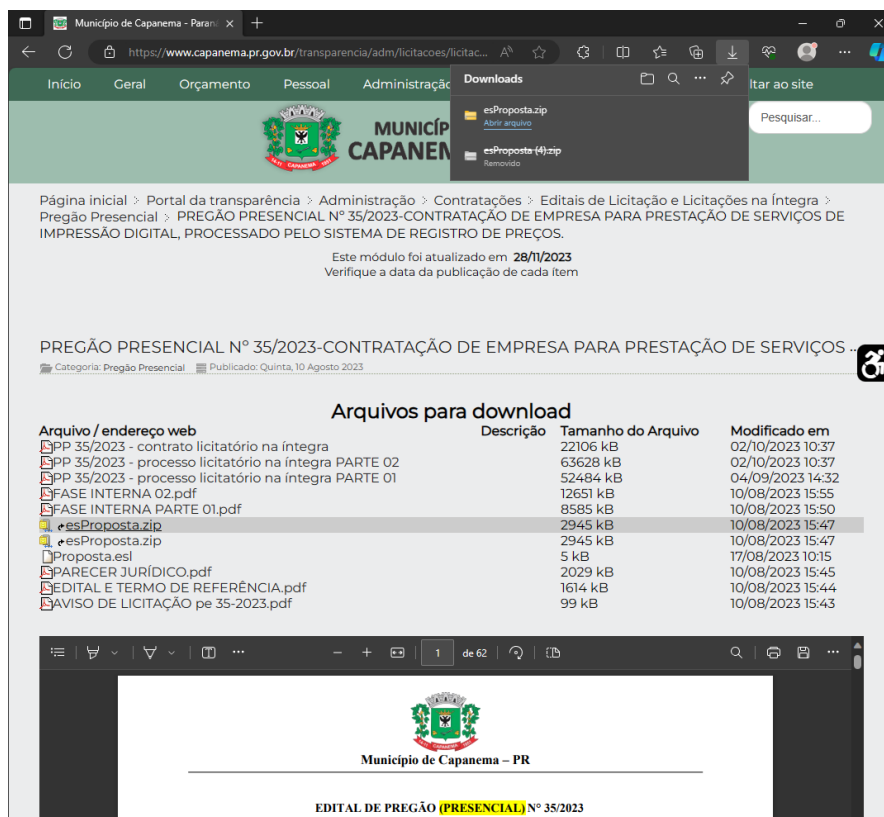 Município de Capanema - Paraná
https://www.capanema.pr.gov.br/transparencia/adm/licitacoes/licitac...
Início Geral Orçamento Pessoal Administração
ltar ao site
Downloads
esProposta.zip
Abrir arquivo
esProposta (4).zip
Removido
MUNICÍP
CAPANEM
Pesquisar...
Página inicial > Portal da transparência > Administração > Contratações > Editais de Licitação e Licitações na Íntegra >
Pregão Presencial > PREGÃO PRESENCIAL Nº 35/2023-CONTRATAÇÃO DE EMPRESA PARA PRESTAÇÃO DE SERVIÇOS DE
IMPRESSÃO DIGITAL, PROCESSADO PELO SISTEMA DE REGISTRO DE PREÇOS.
Este módulo foi atualizado em 28/11/2023
Verifique a data da publicação de cada ítem
PREGÃO PRESENCIAL Nº 35/2023-CONTRATAÇÃO DE EMPRESA PARA PRESTAÇÃO DE SERVIÇOS ...
Categoria: Pregão Presencial Publicado: Quinta, 10 Agosto 2023
Arquivos para download
Arquivo / endereço web Descrição Tamanho do Arquivo Modificado em
PP 35/2023 - contrato licitatório na íntegra 22106 kB 02/10/2023 10:37
PP 35/2023 - processo licitatório na íntegra PARTE 02 63628 kB 02/10/2023 10:37
PP 35/2023 - processo licitatório na íntegra PARTE 01 52484 kB 04/09/2023 14:32
FASE INTERNA 02.pdf 12651 kB 10/08/2023 15:55
FASE INTERNA PARTE 01.pdf 8585 kB 10/08/2023 15:50
esProposta.zip 2945 kB 10/08/2023 15:47
esProposta.zip 2945 kB 10/08/2023 15:47
Proposta.esl 5 kB 17/08/2023 10:15
PARECER JURÍDICO.pdf 2029 kB 10/08/2023 15:45
EDITAL E TERMO DE REFERÊNCIA.pdf 1614 kB 10/08/2023 15:44
AVISO DE LICITAÇÃO pe 35-2023.pdf 99 kB 10/08/2023 15:43
1 de 62
Município de Capanema – PR
EDITAL DE PREGÃO (PRESENCIAL) Nº 35/2023